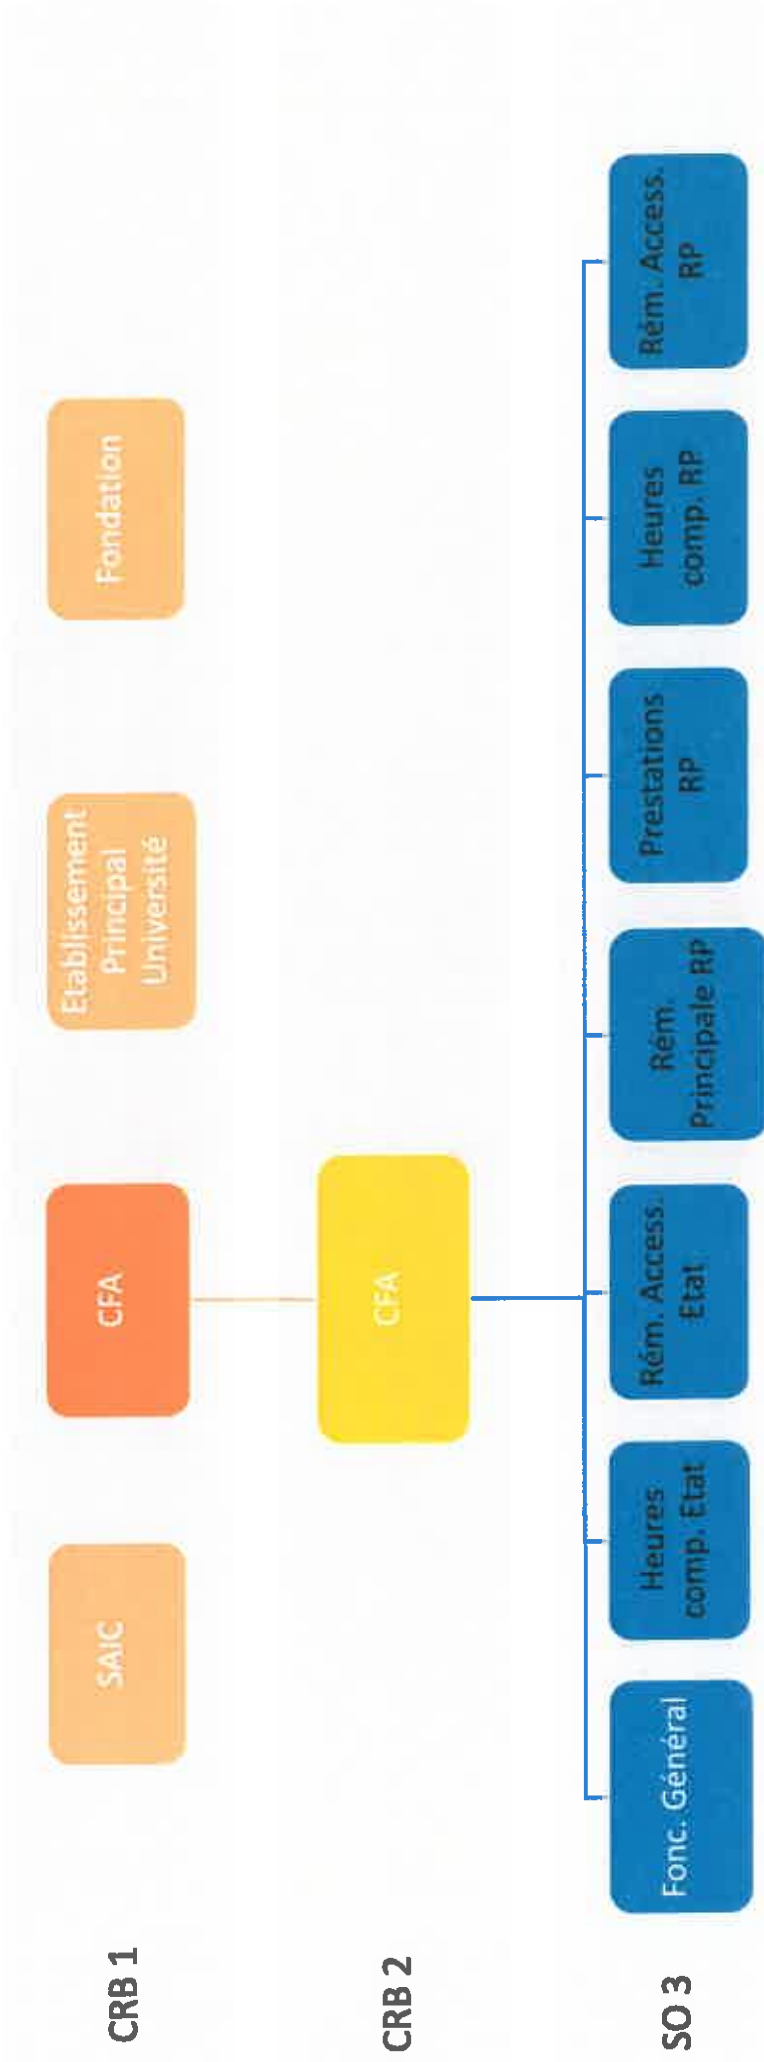 CRB 1
SAIC
CFA
Etablissement
Principal
Université
Fondation
CRB 2
CFA
SO 3
Fonc. Général
Heures
comp. Etat
Rém. Access.
Etat
Rém.
Principale RP
Prestations
RP
Heures
comp. RP
Rém. Access.
RP